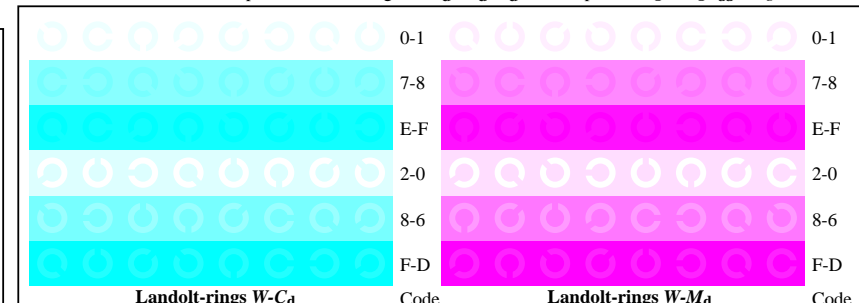 0-1 0-1
7-8 7-8
E-F E-F
2-0 2-0
8-6 8-6
F-D F-D
Landolt-rings W-Cd Code Landolt-rings W-Md Code